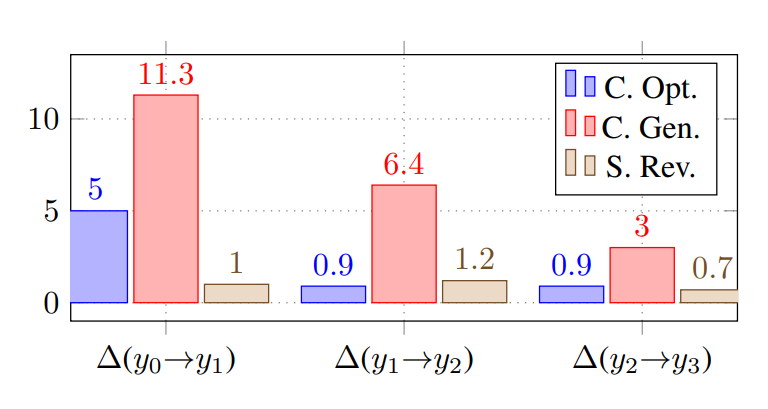 11.3
C. Opt.
10
C. Gen.
6.4
S. Rev.
5
5
3
1
0.9
1.2
0.9
0.7
0
Δ(y₀→y₁)
Δ(y₁→y₂)
Δ(y₂→y₃)